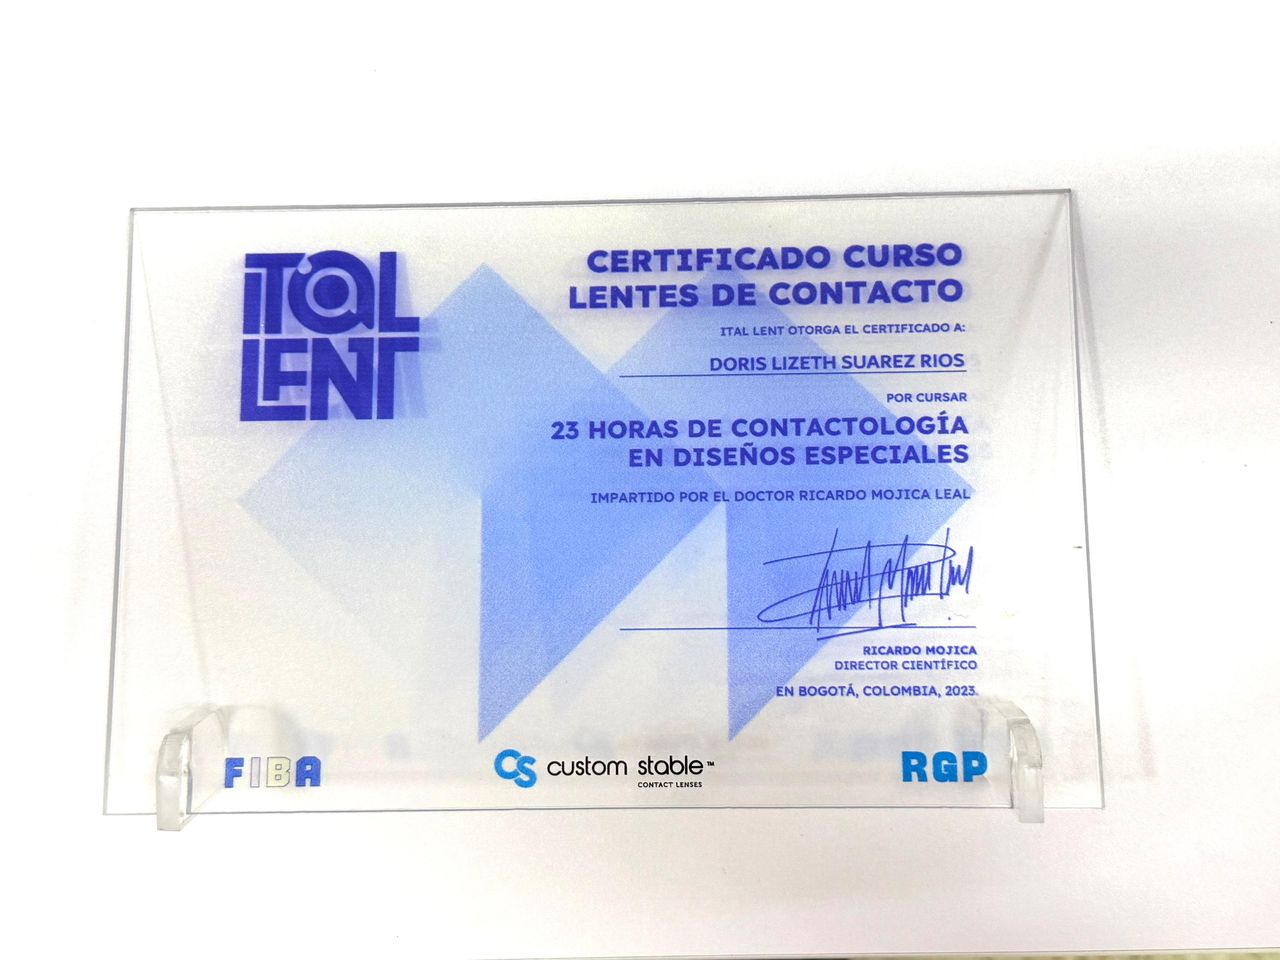 ITAL
LENT
CERTIFICADO CURSO
LENTES DE CONTACTO
ITAL LENT OTORGA EL CERTIFICADO A:
DORIS LIZETH SUAREZ RIOS
POR CURSAR
23 HORAS DE CONTACTOLOGÍA
EN DISEÑOS ESPECIALES
IMPARTIDO POR EL DOCTOR RICARDO MOJICA LEAL
RICARDO MOJICA
DIRECTOR CIENTÍFICO
EN BOGOTÁ, COLOMBIA, 2023.
FIBA
CS custom stable™
CONTACT LENSES
RGP